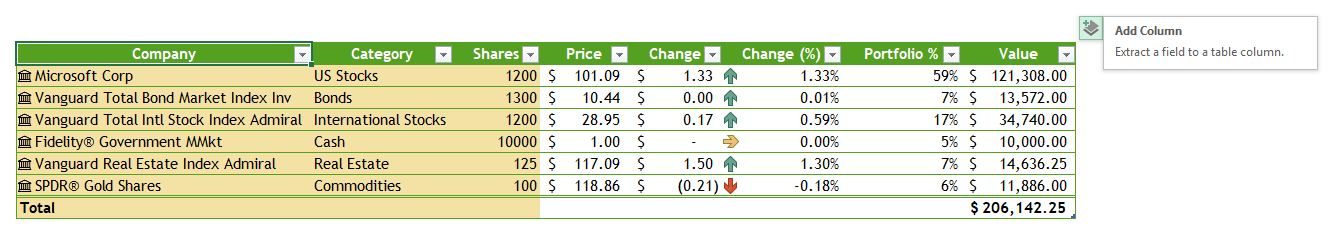 Add Column
Company Category Shares Price Change Change (%) Portfolio % Value
Extract a field to a table column.
Microsoft Corp US Stocks 1200 $ 101.09 $ 1.33 1.33% 59% $ 121,308.00
Vanguard Total Bond Market Index Inv Bonds 1300 $ 10.44 $ 0.00 0.01% 7% $ 13,572.00
Vanguard Total Intl Stock Index Admiral International Stocks 1200 $ 28.95 $ 0.17 0.59% 17% $ 34,740.00
Fidelity® Government MMkt Cash 10000 $ 1.00 $ - 0.00% 5% $ 10,000.00
Vanguard Real Estate Index Admiral Real Estate 125 $ 117.09 $ 1.50 1.30% 7% $ 14,636.25
SPDR® Gold Shares Commodities 100 $ 118.86 $ (0.21) -0.18% 6% $ 11,886.00
Total $ 206,142.25